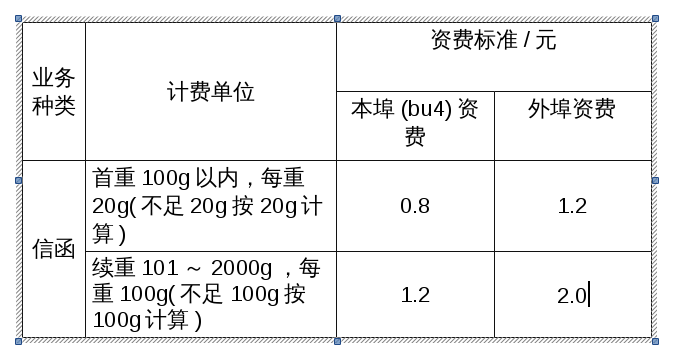 资费标准 / 元
业务
种类
计费单位
本埠 (bu4) 资
费
外埠资费
首重 100g 以内，每重
20g( 不足 20g 按 20g 计
算 )
0.8
1.2
信函
续重 101 ～ 2000g ，每
重 100g( 不足 100g 按
100g 计算 )
1.2
2.0